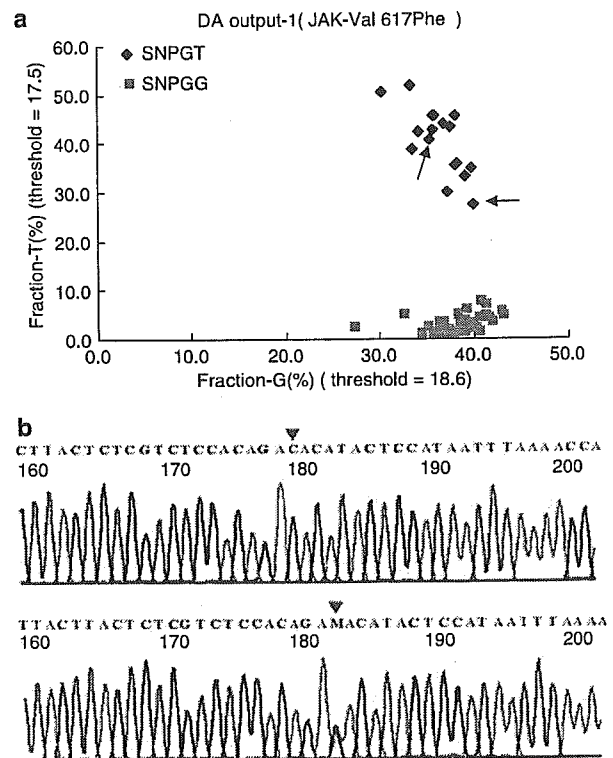 a
DA output-1( JAK-Val 617Phe )
Fraction-T(%) (threshold = 17.5)
60.0
50.0
40.0
30.0
20.0
10.0
0.0
SNPGT
SNPGG
0.0 10.0 20.0 30.0 40.0 50.0
Fraction-G(%) ( threshold = 18.6)
b
CTTACTCTCGTCTCCACAGACACATACTCCATAATTTAAAACCA
160 170 180 190 200
TTACTTACTCTCGTCTCCACAGAMACATACTCCATAATTTAAAA
160 170 180 190 200